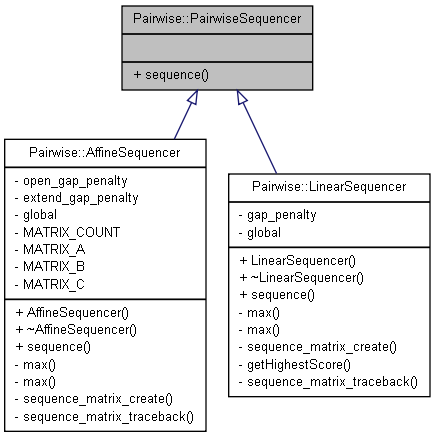 Pairwise::PairwiseSequencer
+ sequence()
Pairwise::AffineSequencer
- open_gap_penalty
- extend_gap_penalty
- global
- MATRIX_COUNT
- MATRIX_A
- MATRIX_B
- MATRIX_C
+ AffineSequencer()
+ ~AffineSequencer()
+ sequence()
- max()
- max()
- sequence_matrix_create()
- sequence_matrix_traceback()
Pairwise::LinearSequencer
- gap_penalty
- global
+ LinearSequencer()
+ ~LinearSequencer()
+ sequence()
- max()
- max()
- sequence_matrix_create()
- getHighestScore()
- sequence_matrix_traceback()